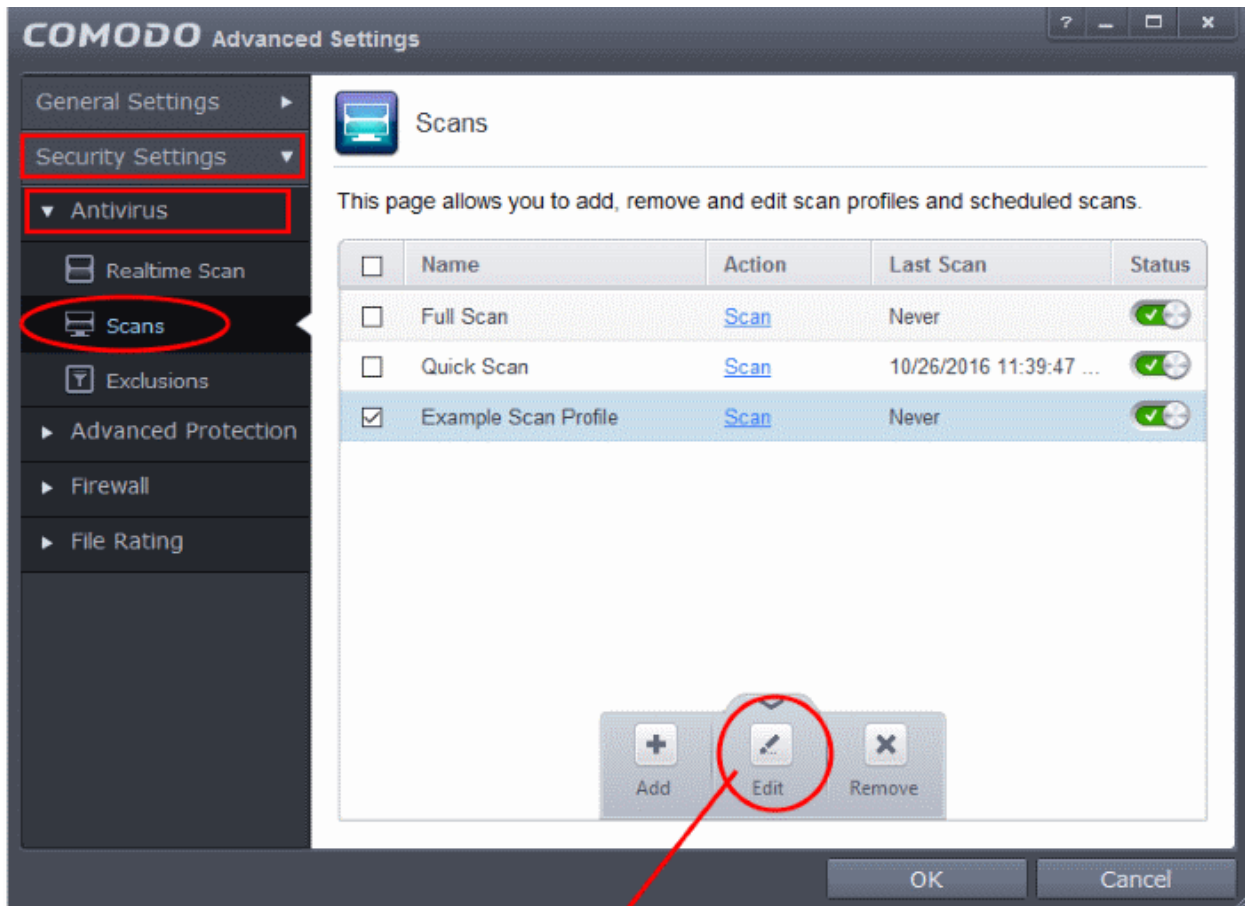 COMODO Advanced Settings
General Settings
Security Settings
Antivirus
Realtime Scan
Scans
Exclusions
Advanced Protection
Firewall
File Rating
Scans
This page allows you to add, remove and edit scan profiles and scheduled scans.
Name Action Last Scan Status
Full Scan Scan Never
Quick Scan Scan 10/26/2016 11:39:47 ...
Example Scan Profile Scan Never
Add Edit Remove
OK Cancel